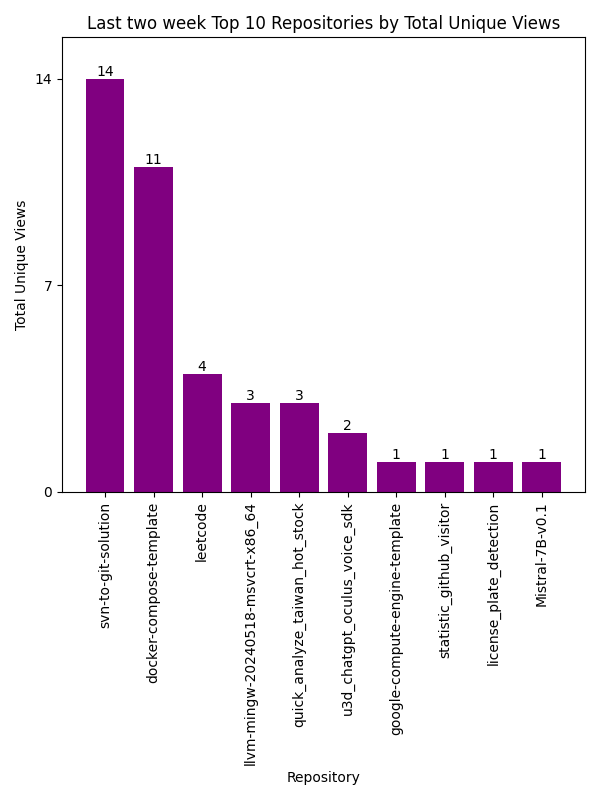 Last two week Top 10 Repositories by Total Unique Views
Total Unique Views
14
7
0
14
11
4
3
3
2
1
1
1
1
svn-to-git-solution
docker-compose-template
leetcode
llvm-mingw-20240518-msvcrt-x86_64
quick_analyze_taiwan_hot_stock
u3d_chatgpt_oculus_voice_sdk
google-compute-engine-template
statistic_github_visitor
license_plate_detection
Mistral-7B-v0.1
Repository